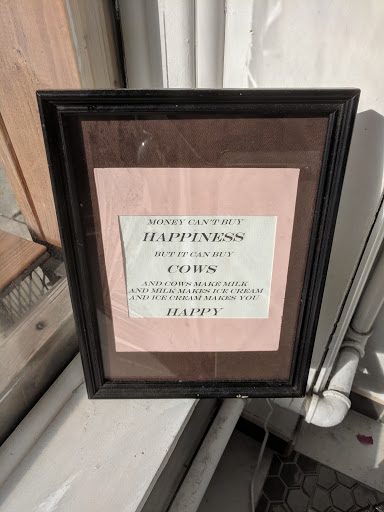 MONEY CAN'T BUY
HAPPINESS
BUT IT CAN BUY
COWS
AND COWS MAKE MILK
AND MILK MAKES ICE CREAM
AND ICE CREAM MAKES YOU
HAPPY